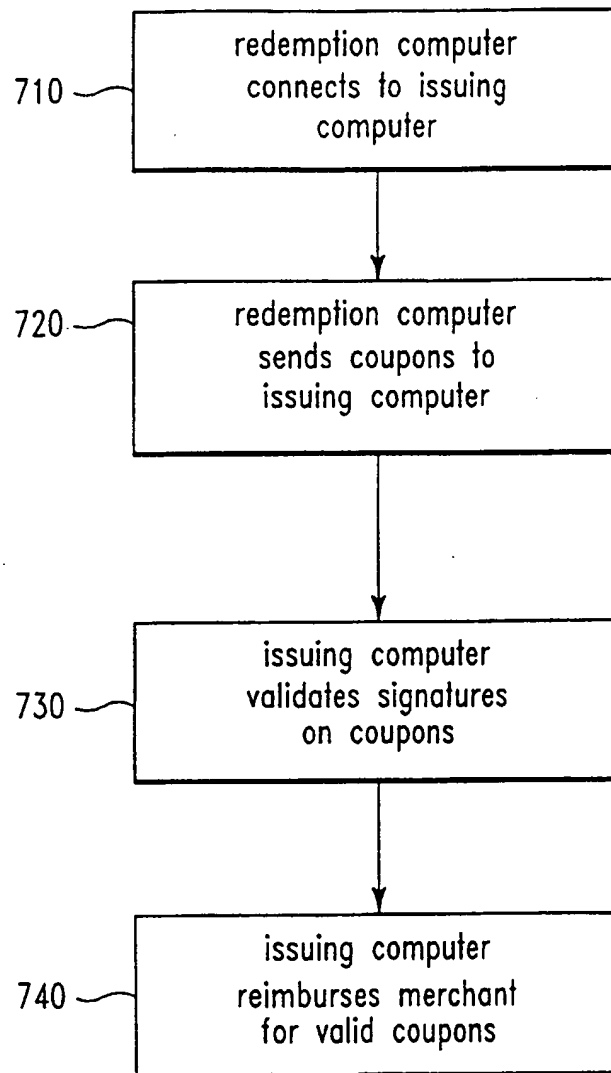 710
redemption computer
connects to issuing
computer
720
redemption computer
sends coupons to
issuing computer
730
issuing computer
validates signatures
on coupons
740
issuing computer
reimburses merchant
for valid coupons